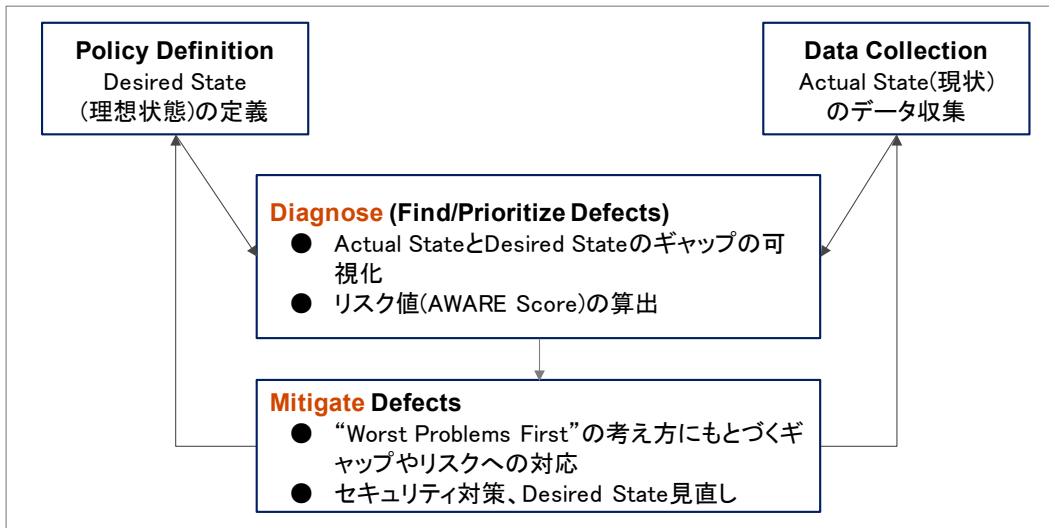 Policy Definition
Desired State
(理想状態)の定義
Data Collection
Actual State(現状)
のデータ収集
Diagnose (Find/Prioritize Defects)
● Actual StateとDesired Stateのギャップの可
視化
● リスク値(AWARE Score)の算出
Mitigate Defects
● “Worst Problems First”の考え方にもとづくギ
ャップやリスクへの対応
● セキュリティ対策、Desired State見直し